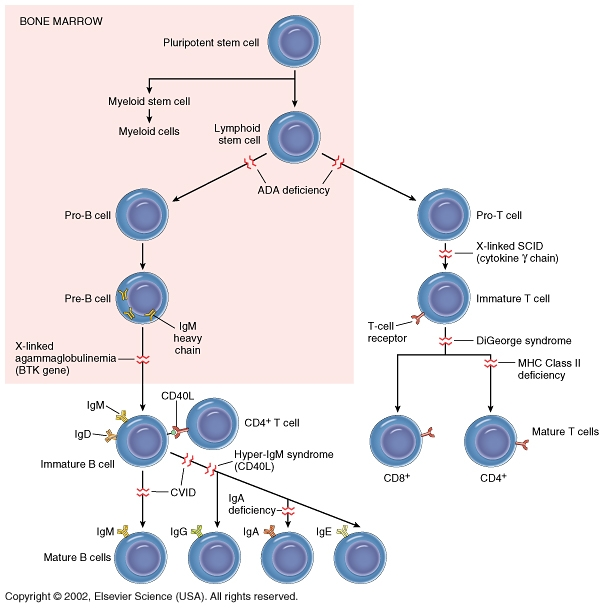 BONE MARROW
Pluripotent stem cell
Myeloid stem cell
Myeloid cells
Lymphoid
stem cell
ADA deficiency
Pro-B cell
Pro-T cell
X-linked SCID
(cytokine γ chain)
Pre-B cell
Immature T cell
IgM
heavy
chain
T-cell
receptor
DiGeorge syndrome
X-linked
agammaglobulinemia
(BTK gene)
MHC Class II
deficiency
CD40L
CD4+ T cell
IgM
IgD
Mature T cells
Immature B cell
CD8+
CD4+
Hyper-IgM syndrome
(CD40L)
CVID
IgA
deficiency
IgM
IgG
IgA
IgE
Mature B cells
Copyright © 2002, Elsevier Science (USA). All rights reserved.